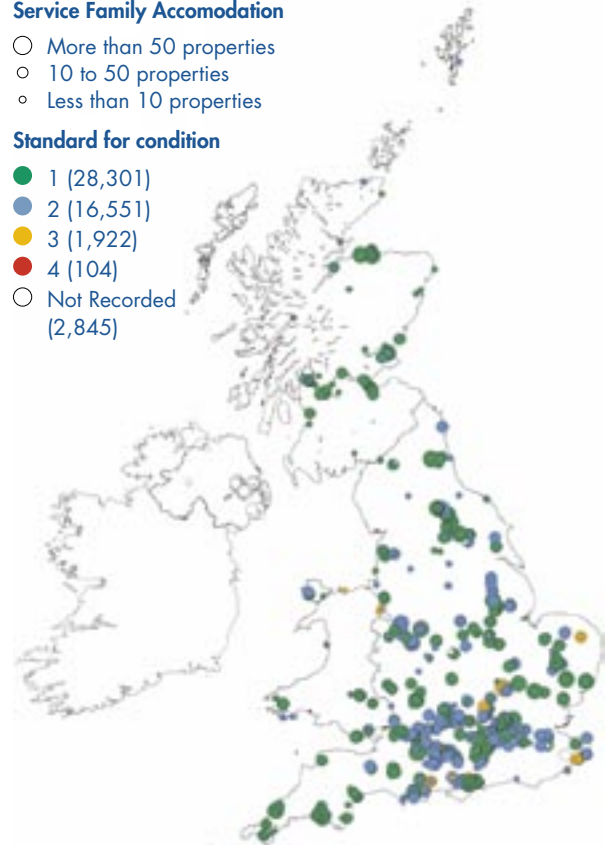 Service Family Accomodation
More than 50 properties
10 to 50 properties
Less than 10 properties
Standard for condition
1 (28,301)
2 (16,551)
3 (1,922)
4 (104)
Not Recorded
(2,845)